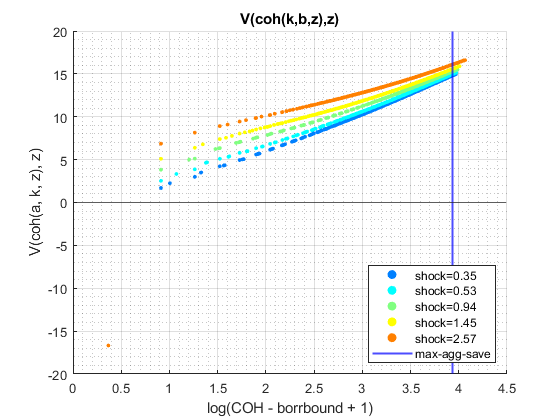 V(coh(k,b,z),z)
V(coh(a, k, z), z)
20
15
10
5
0
-5
-10
-15
-20
0
0.5
1
1.5
2
2.5
3
3.5
4
4.5
log(COH - borrbound + 1)
shock=0.35
shock=0.53
shock=0.94
shock=1.45
shock=2.57
max-agg-save